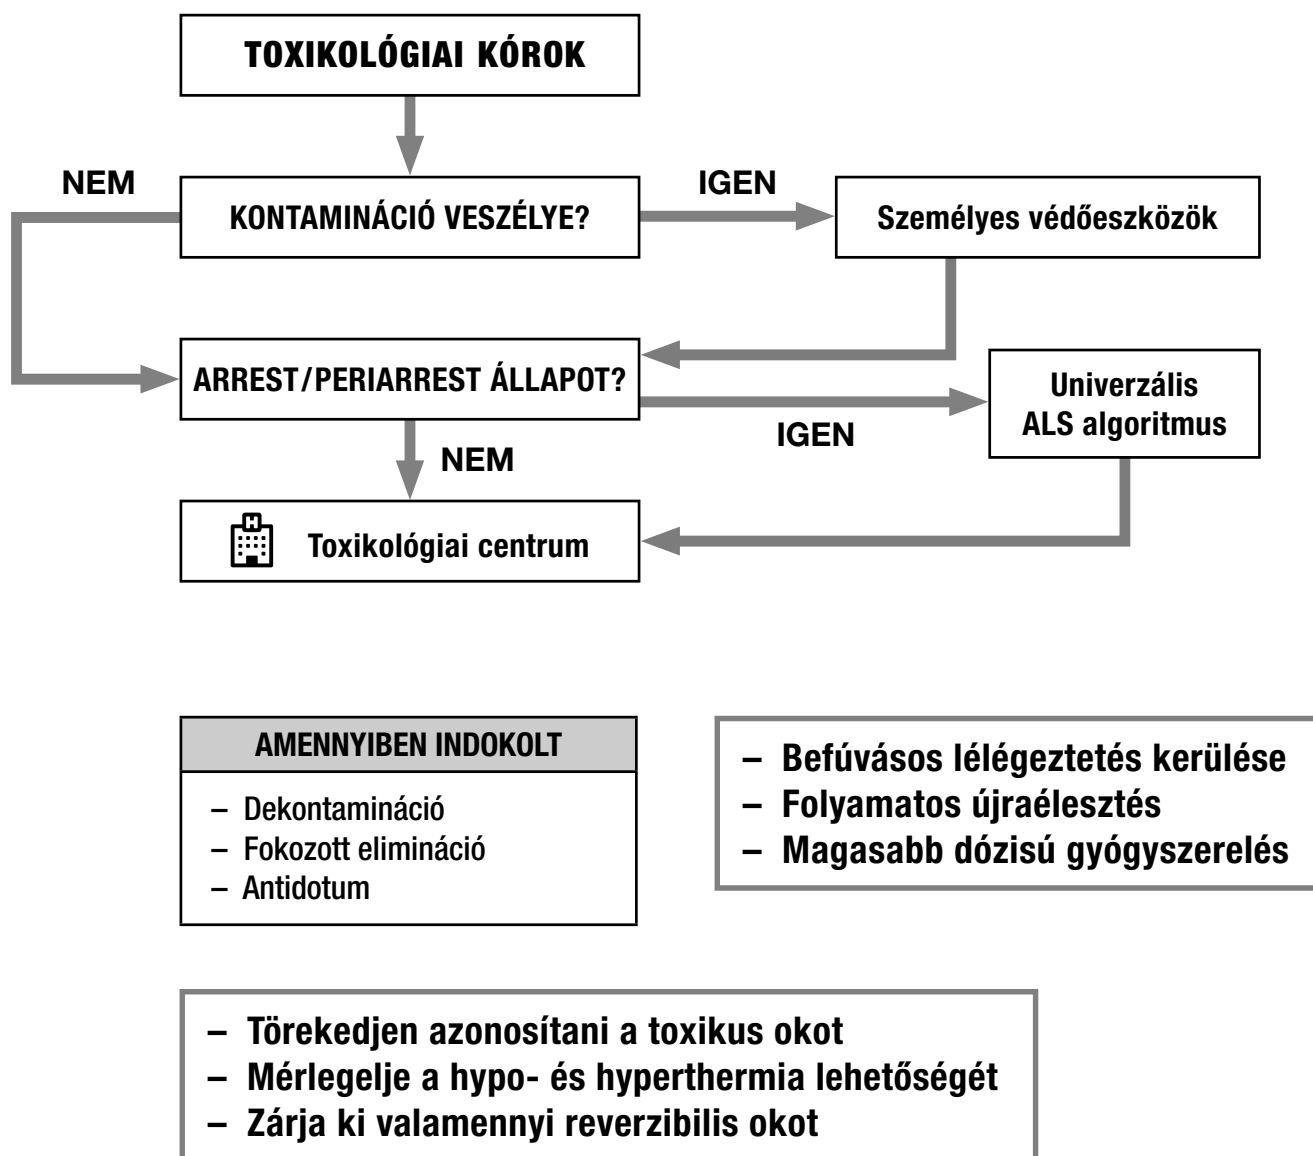 TOXIKOLÓGIAI KÓROK
NEM
IGEN
KONTAMINÁCIÓ VESZÉLYE?
Személyes védőeszközök
ARREST/PERIARREST ÁLLAPOT?
Univerzális
ALS algoritmus
IGEN
NEM
H
Toxikológiai centrum
AMENNYIBEN INDOKOLT
– Dekontamináció
– Fokozott elimináció
– Antidotum
– Befúvásos lélégeztetés kerülése
– Folyamatos újraélesztés
– Magasabb dózisú gyógyszerelés
– Törekedjen azonosítani a toxikus okot
– Mérlegelje a hypo- és hyperthermia lehetőségét
– Zárja ki valamennyi reverzibilis okot